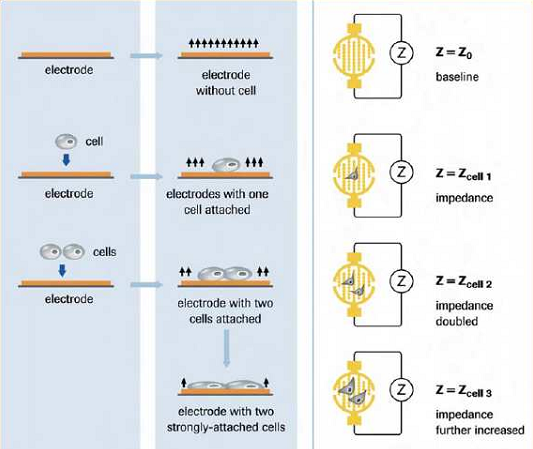 electrode
electrode
without cell
Z
Z = Z0
baseline
cell
electrode
electrodes with one
cell attached
Z
Z = Zcell 1
impedance
cells
electrode
electrode with two
cells attached
Z
Z = Zcell 2
impedance
doubled
electrode with two
strongly-attached cells
Z
Z = Zcell 3
impedance
further increased